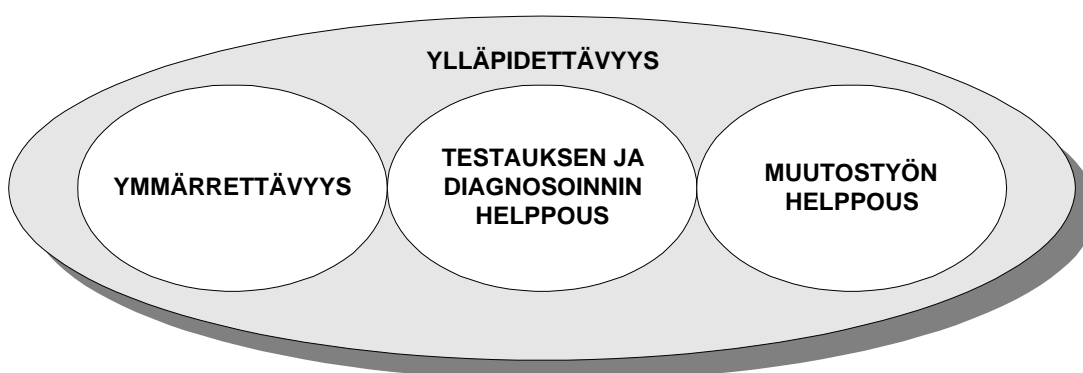 YLLÄPIDETTÄVYYS
YMMÄRRETTÄVYYS
TESTAUKSEN JA
DIAGNOSOINNIN
HELPPOUS
MUUTOSTYÖN
HELPPOUS